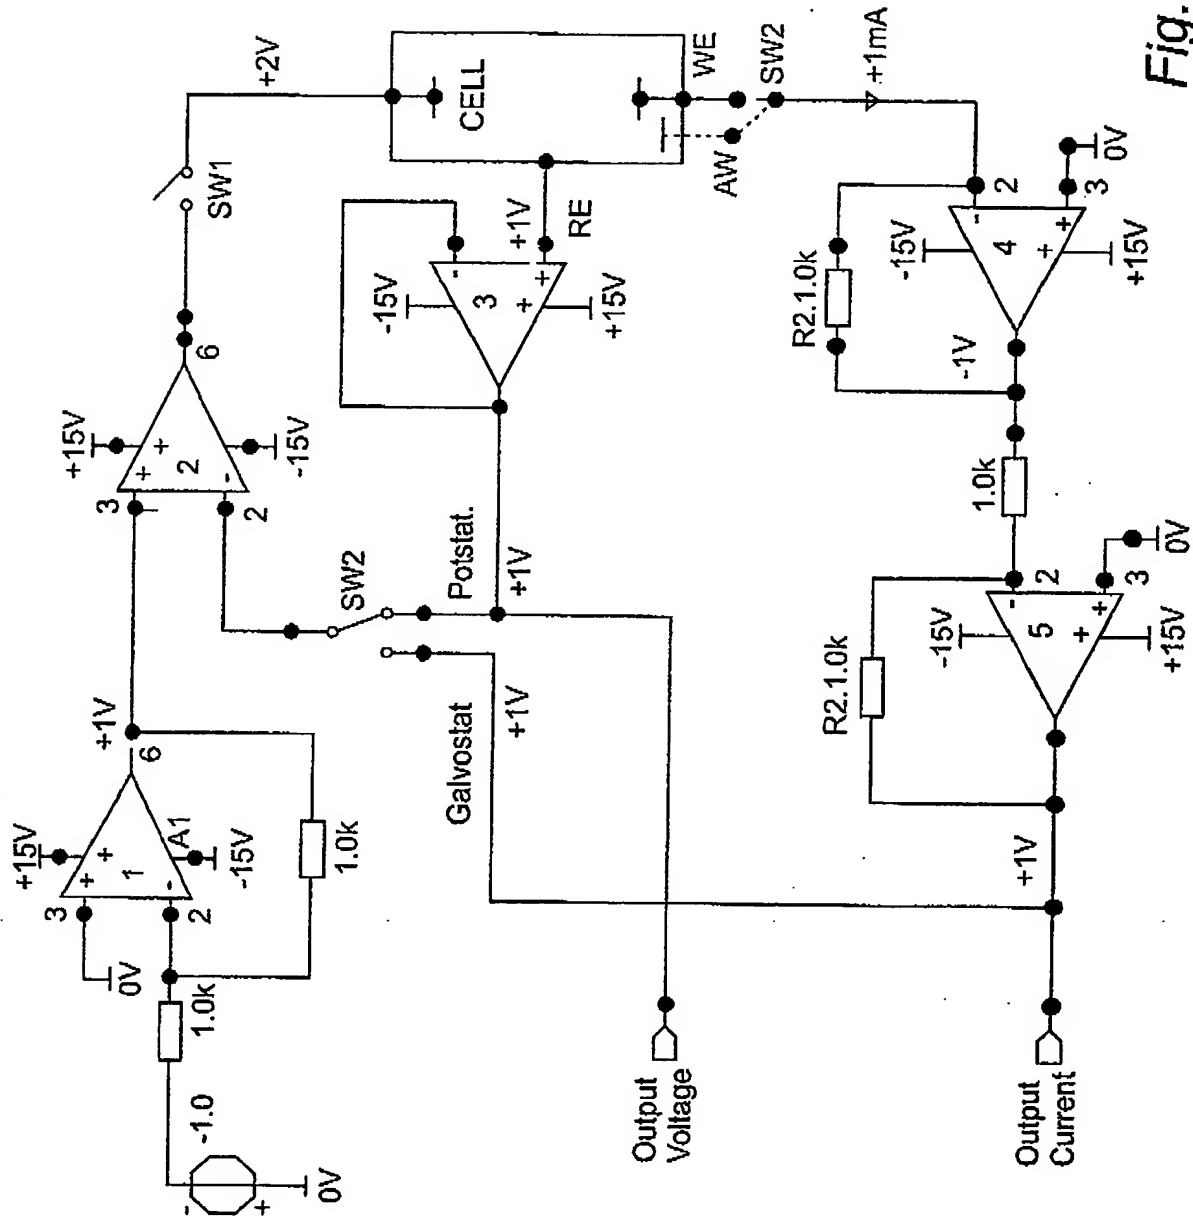 Fig.
+2V
SW1
CELL
WE
SW2
+1mA
AW
+1V
RE
-15V
3
+15V
6
+15V
+
+
2
-
-15V
3
2
SW2
Potstat.
+1V
Galvostat
+1V
+1V
6
+15V
+
+
1
-
A1
-15V
3
2
0V
1.0k
1.0k
-1.0
-
+
0V
-
+
+
2
3
0V
-
+
+
4
-15V
+15V
R2.1.0k
-1V
1.0k
2
3
0V
-
+
+
5
-15V
+15V
R2.1.0k
+1V
Output
Voltage
Output
Current